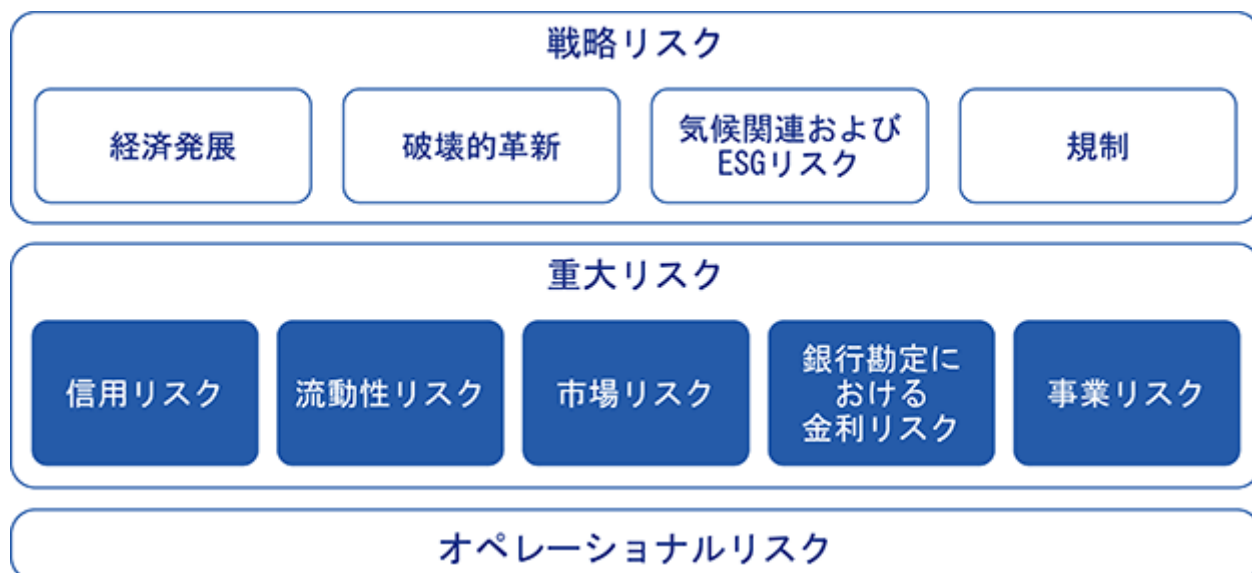 戦略リスク
経済発展
破壊的革新
気候関連および
ESGリスク
規制
重大リスク
信用リスク
流動性リスク
市場リスク
銀行勘定に
おける
金利リスク
事業リスク
オペレーショナルリスク